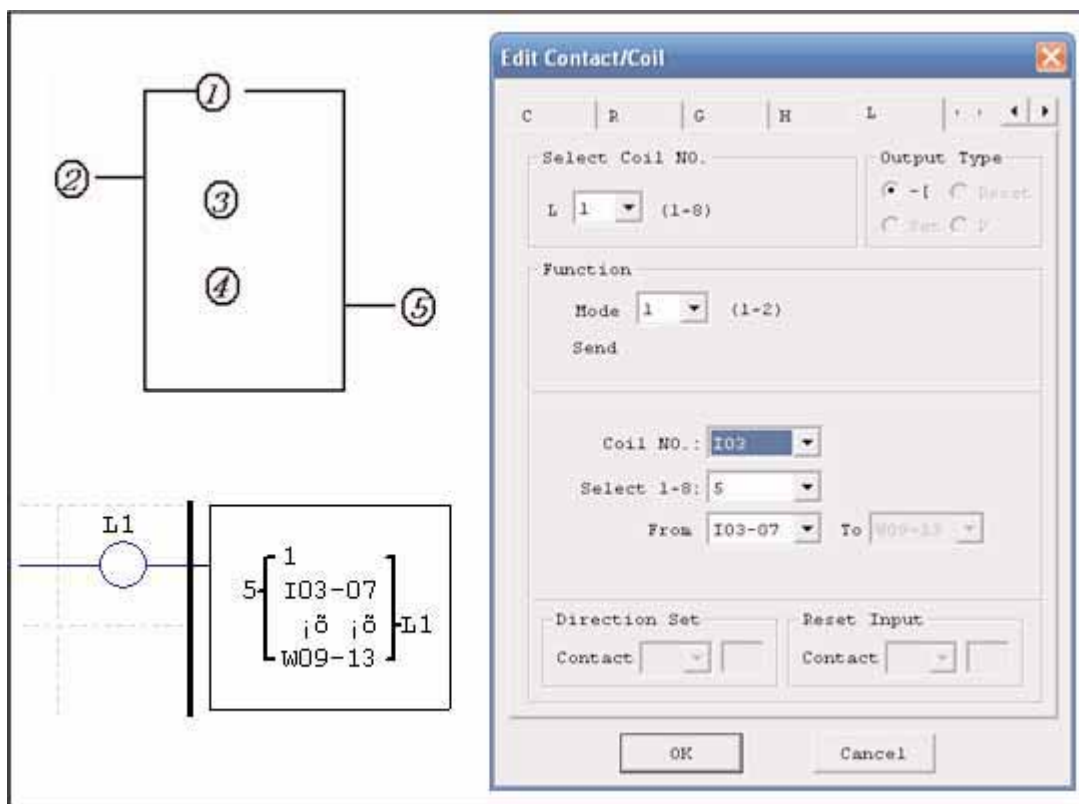 ①
②
③
④
⑤
L1
1
5 I03-07
¡õ ¡õ L1
W09-13
Edit Contact/Coil
C R G H L
Select Coil NO.
L 1 (1-8)
Output Type
-[ Reset
Set P
Function
Mode 1 (1-2)
Send
Coil NO.: I03
Select 1-8: 5
From I03-07 To W09-13
Direction Set
Contact
Reset Input
Contact
OK Cancel